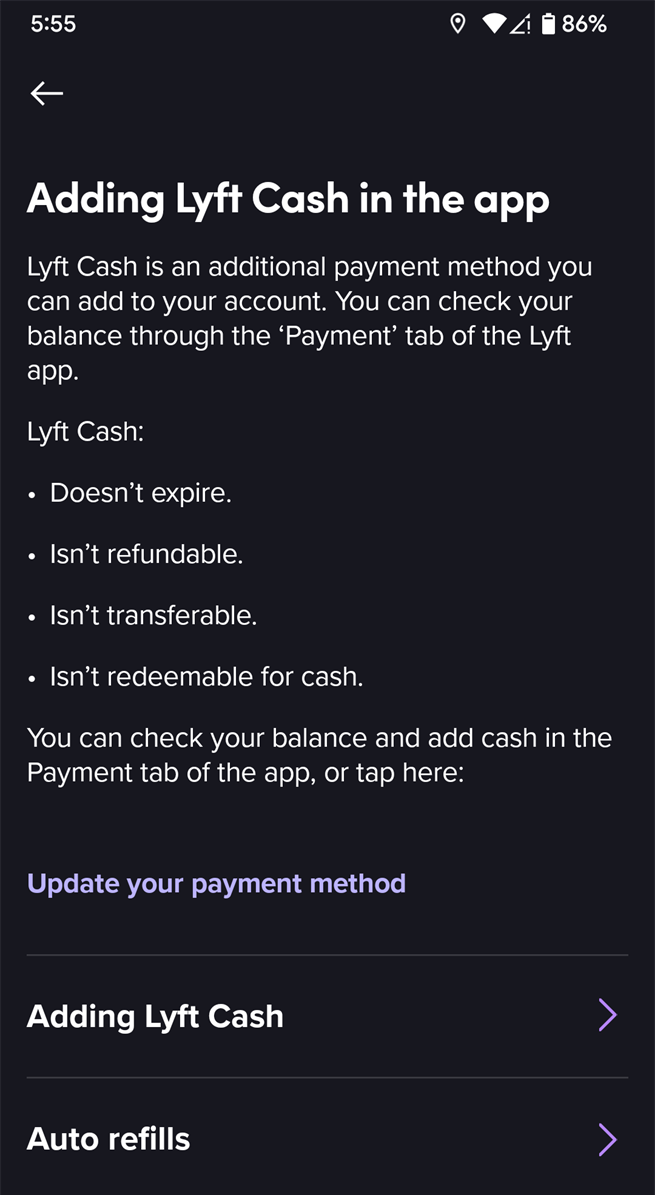 5:55
86%
Adding Lyft Cash in the app
Lyft Cash is an additional payment method you
can add to your account. You can check your
balance through the ‘Payment’ tab of the Lyft
app.
Lyft Cash:
• Doesn’t expire.
• Isn’t refundable.
• Isn’t transferable.
• Isn’t redeemable for cash.
You can check your balance and add cash in the
Payment tab of the app, or tap here:
Update your payment method
Adding Lyft Cash
Auto refills